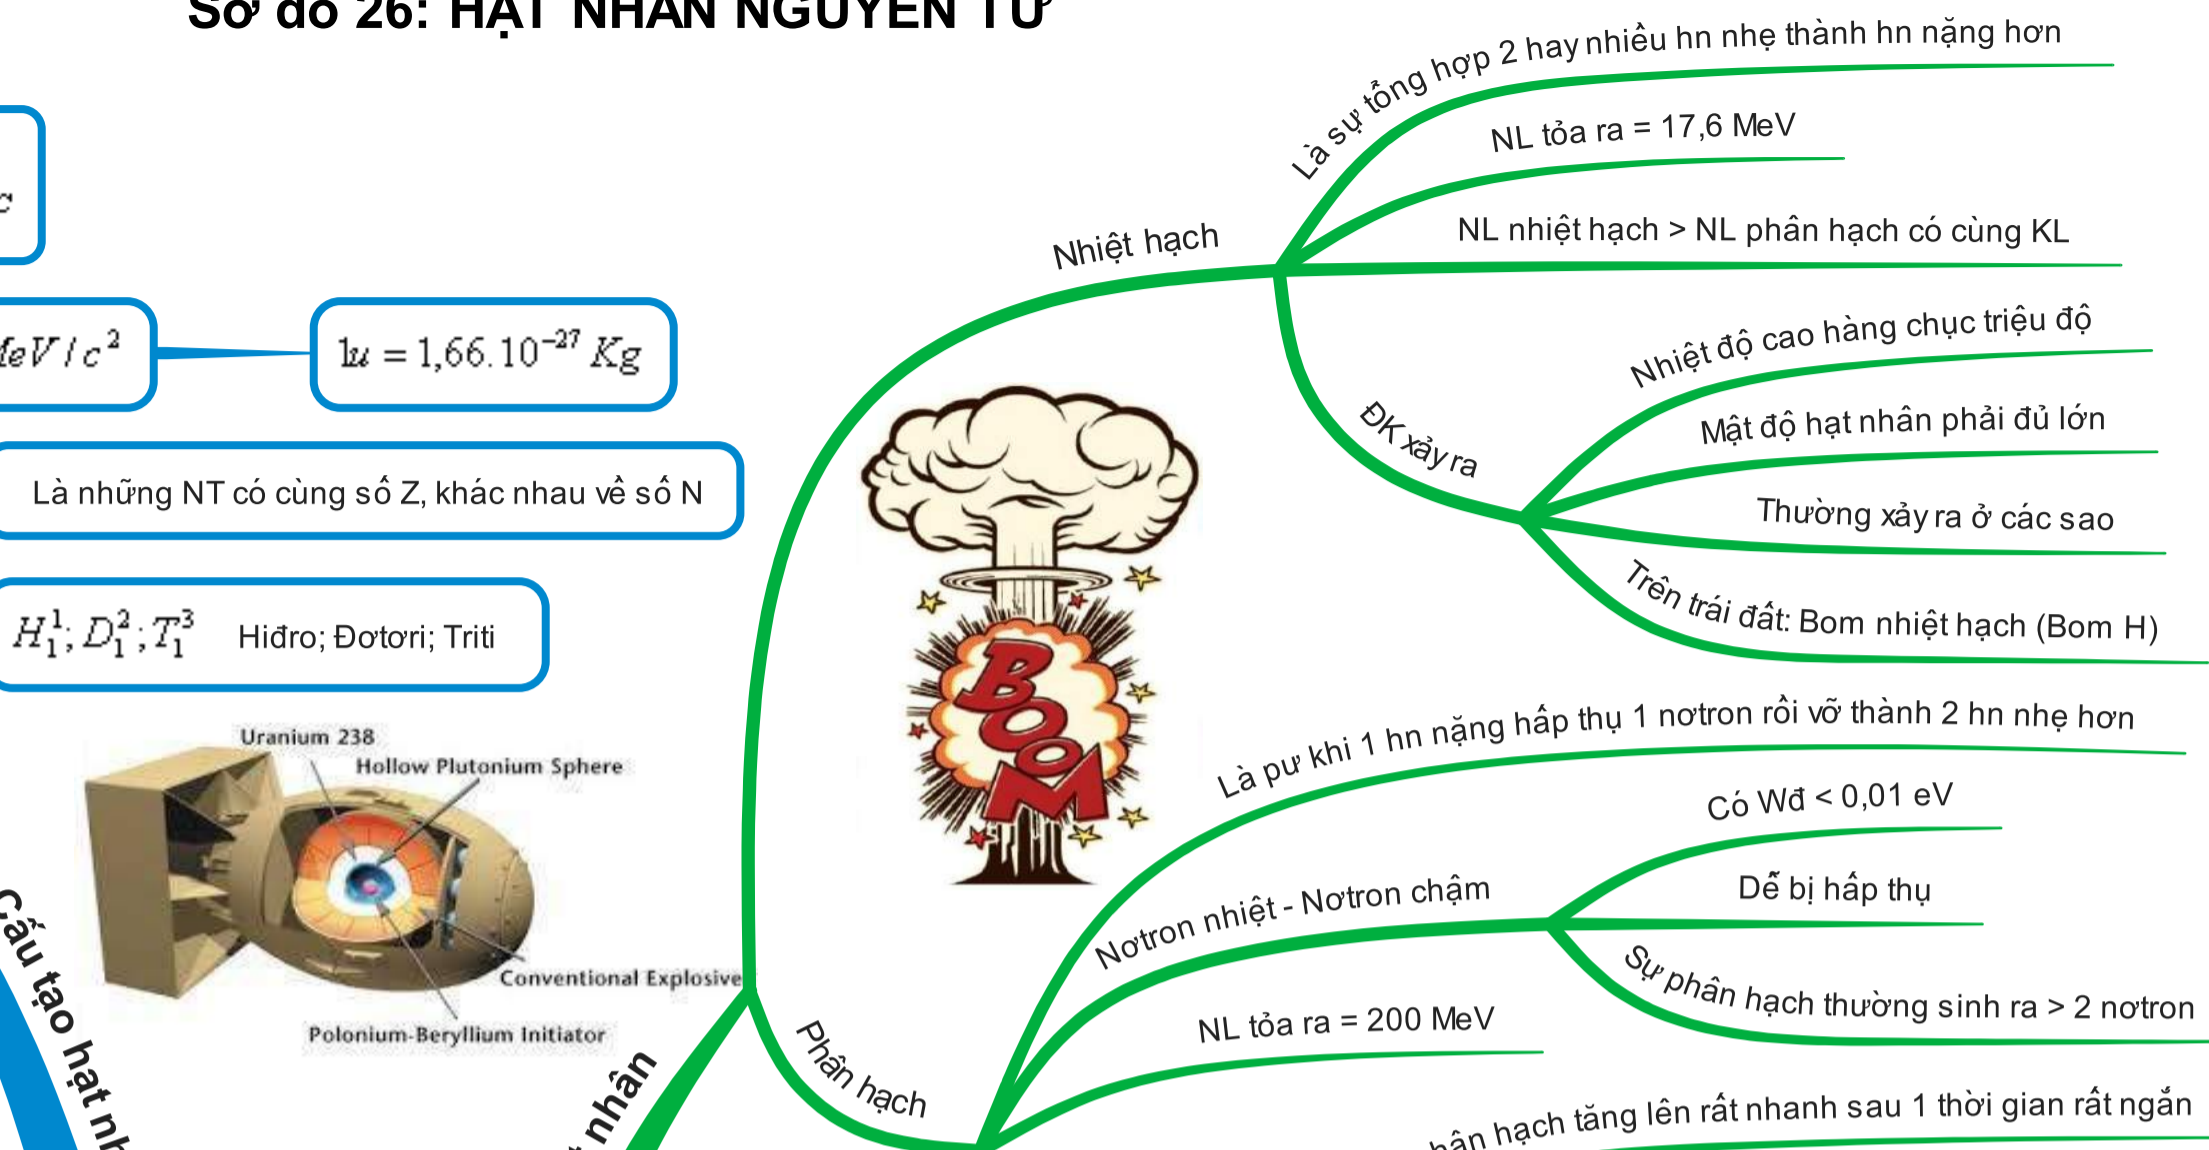 Sơ đồ 26: HẠT NHÂN NGUYÊN TỬ
c
MeV/c²
1u = 1,66.10⁻²⁷ Kg
Là những NT có cùng số Z, khác nhau về số N
H₁¹; D₁²; T₁³ Hiđro; Đơtơri; Triti
Uranium 238
Hollow Plutonium Sphere
Conventional Explosive
Polonium-Beryllium Initiator
Cấu tạo hạt nh
nhân
Nhiệt hạch
Là sự tổng hợp 2 hay nhiều hn nhẹ thành hn nặng hơn
NL tỏa ra = 17,6 MeV
NL nhiệt hạch > NL phân hạch có cùng KL
ĐK xảy ra
Nhiệt độ cao hàng chục triệu độ
Mật độ hạt nhân phải đủ lớn
Thường xảy ra ở các sao
Trên trái đất: Bom nhiệt hạch (Bom H)
BOOM
Phân hạch
Là pư khi 1 hn nặng hấp thụ 1 nơtron rồi vỡ thành 2 hn nhẹ hơn
Nơtron nhiệt - Nơtron chậm
Có Wđ < 0,01 eV
Dễ bị hấp thụ
Sự phân hạch thường sinh ra > 2 nơtron
NL tỏa ra = 200 MeV
hân hạch tăng lên rất nhanh sau 1 thời gian rất ngắn